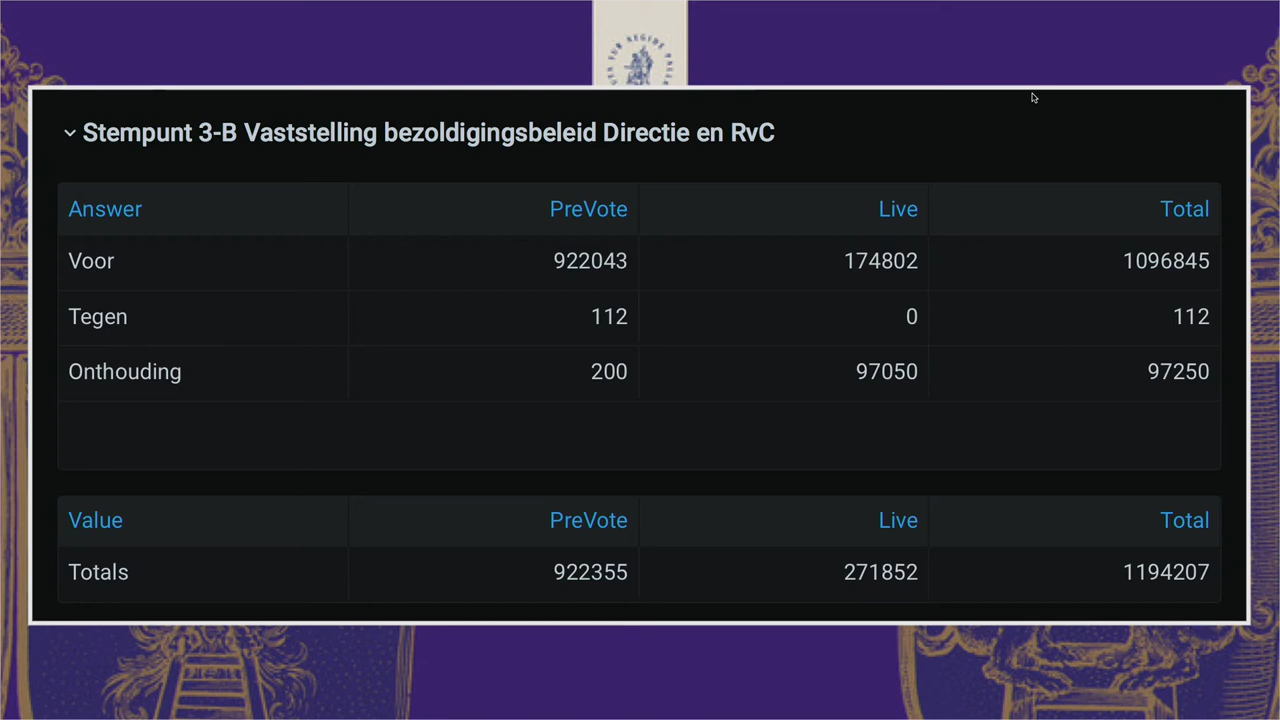 Stempunt 3-B Vaststelling bezoldigingsbeleid Directie en RvC
Answer PreVote Live Total
Voor 922043 174802 1096845
Tegen 112 0 112
Onthouding 200 97050 97250
Value PreVote Live Total
Totals 922355 271852 1194207